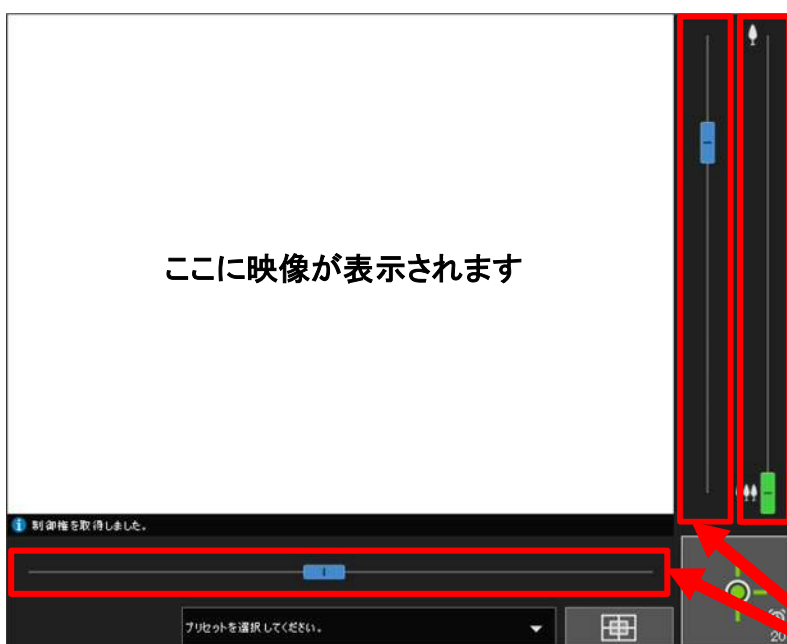 ここに映像が表示されます
制御権を取得しました。
プリセットを選択してください。
20